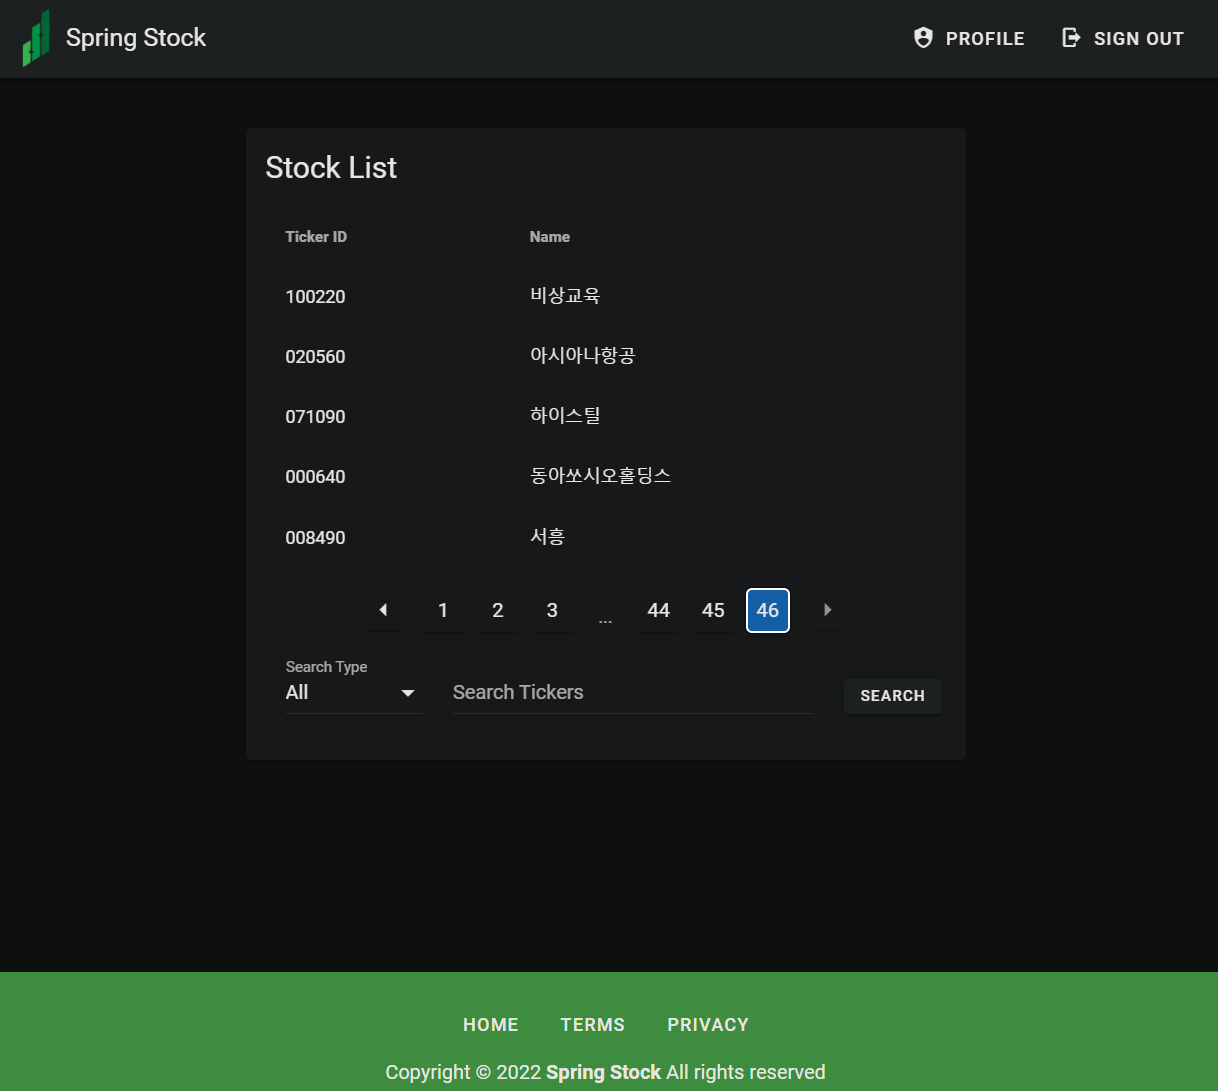 Spring Stock
PROFILE
SIGN OUT
Stock List
Ticker ID Name
100220 비상교육
020560 아시아나항공
071090 하이스틸
000640 동아쏘시오홀딩스
008490 서흥
1 2 3 ... 44 45 46
Search Type
All
Search Tickers
SEARCH
HOME TERMS PRIVACY
Copyright © 2022 Spring Stock All rights reserved